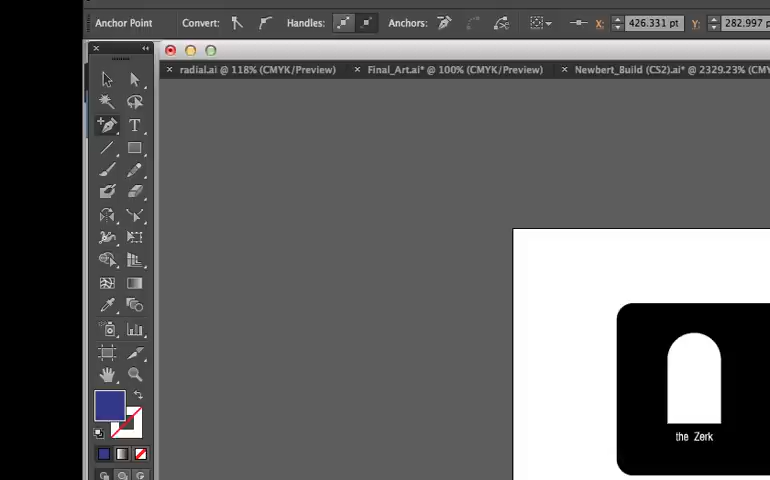 Anchor Point Convert: Handles: Anchors: X: 426.331 pt Y: 282.997 p
radial.ai @ 118% (CMYK/Preview) Final_Art.ai* @ 100% (CMYK/Preview) Newbert_Build (CS2).ai* @ 2329.23% (CMY
T
the Zerk